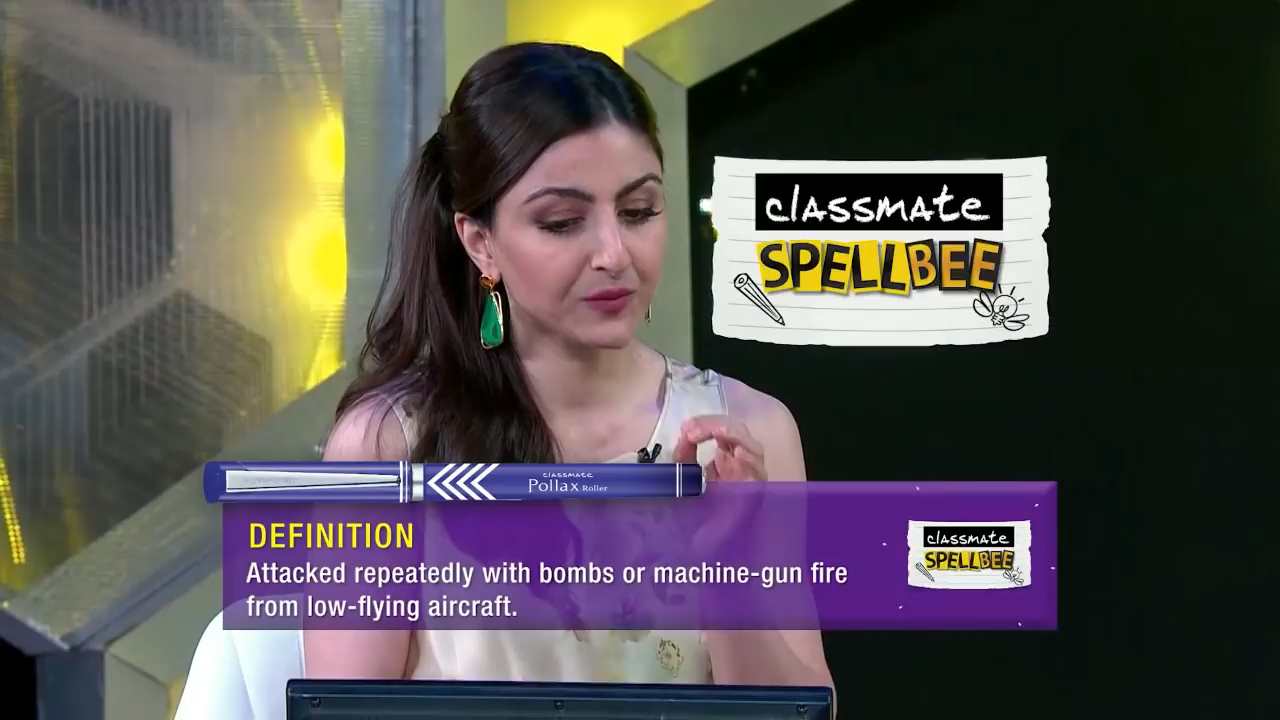 classmate
SPELLBEE
classmate
Pollax Roller
DEFINITION
Attacked repeatedly with bombs or machine-gun fire
from low-flying aircraft.
classmate
SPELLBEE